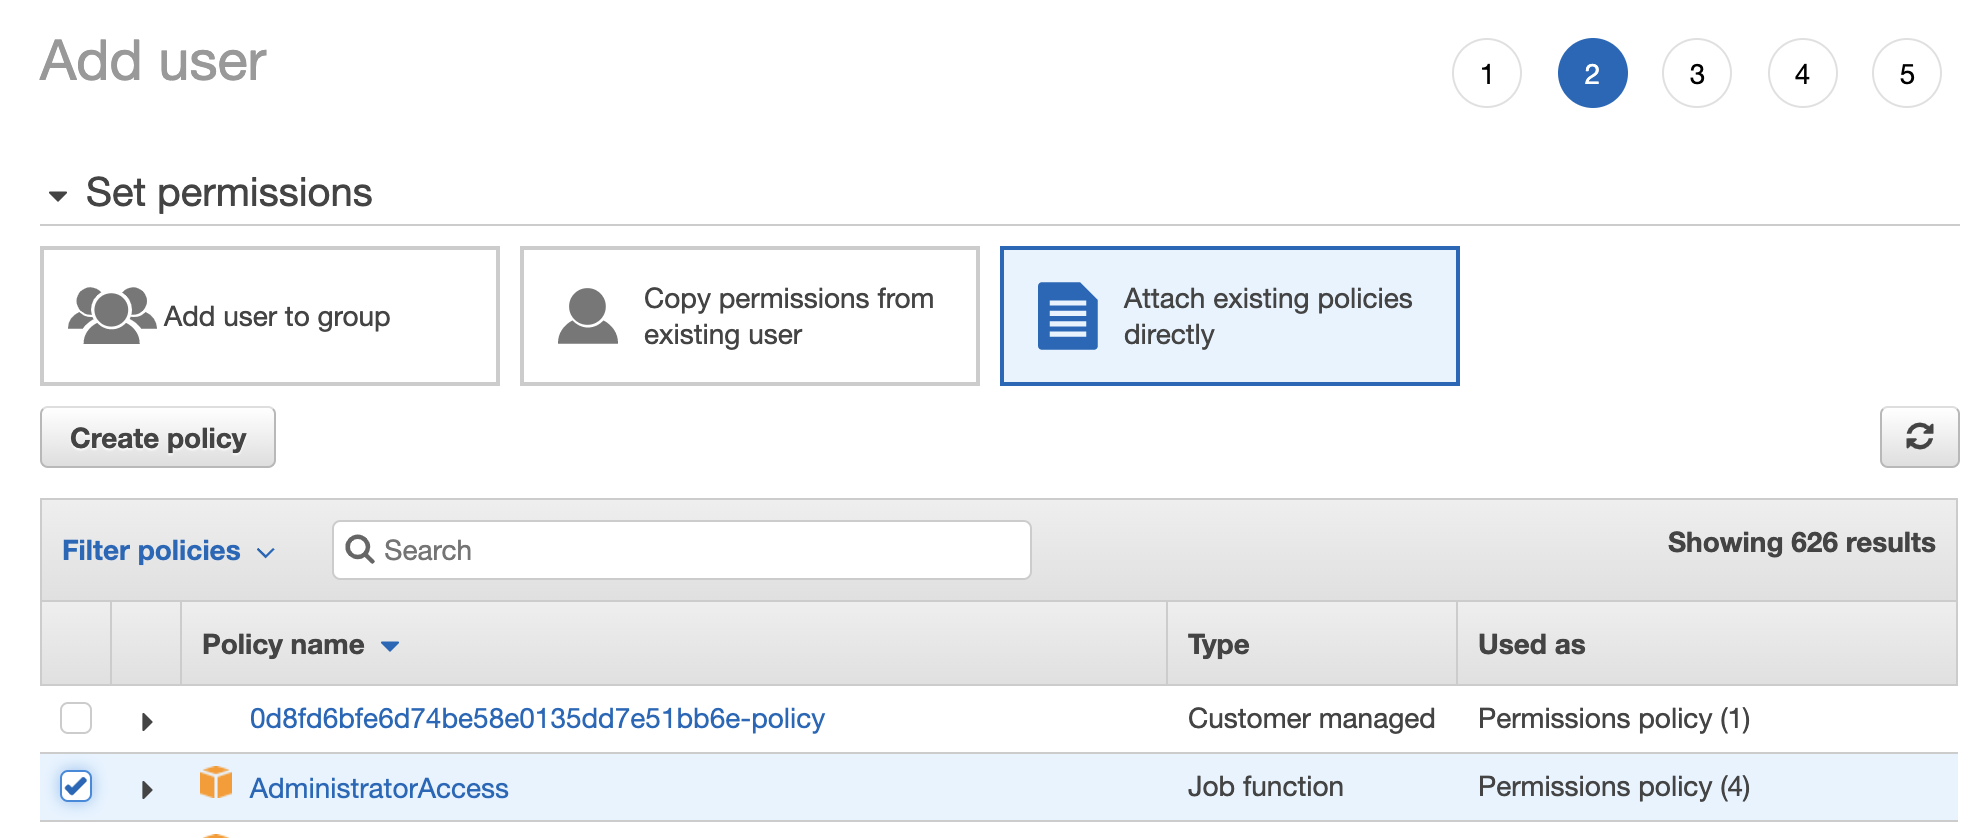 Add user
1 2 3 4 5
Set permissions
Add user to group
Copy permissions from
existing user
Attach existing policies
directly
Create policy
Filter policies
Search
Showing 626 results
Policy name Type Used as
0d8fd6bfe6d74be58e0135dd7e51bb6e-policy Customer managed Permissions policy (1)
AdministratorAccess Job function Permissions policy (4)